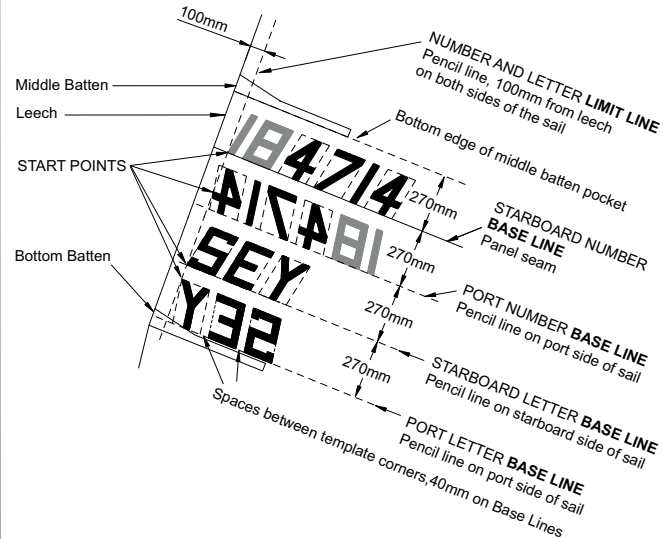 100mm
NUMBER AND LETTER LIMIT LINE
Pencil line, 100mm from leech
on both sides of the sail
Middle Batten
Leech
Bottom edge of middle batten pocket
START POINTS
184714
270mm
STARBOARD NUMBER
BASE LINE
Panel seam
417481
270mm
PORT NUMBER BASE LINE
Pencil line on port side of sail
SEY
270mm
STARBOARD LETTER BASE LINE
Pencil line on starboard side of sail
Bottom Batten
Y32
270mm
PORT LETTER BASE LINE
Pencil line on port side of sail
Spaces between template corners,40mm on Base Lines